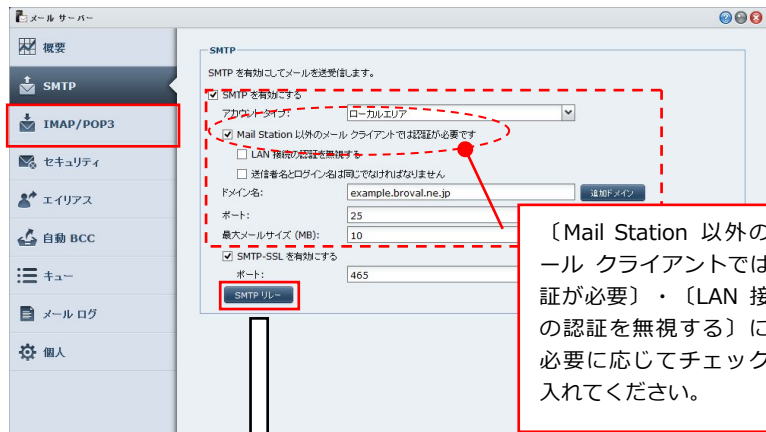 メール サーバー
概要
SMTP
IMAP/POP3
セキュリティ
エイリアス
自動 BCC
キュー
メール ログ
個人
SMTP
SMTP を有効にしてメールを送受信します。
SMTP を有効にする
アカウント タイプ: ローカルエリア
Mail Station 以外のメール クライアントでは認証が必要です
LAN 接続の認証を無視する
送信者名とログイン名は同じでなければなりません
ドメイン名: example.broval.ne.jp 追加ドメイン
ポート: 25
最大メールサイズ (MB): 10
SMTP-SSL を有効にする
ポート: 465
SMTP リレー
〔Mail Station 以外の
ール クライアントでは
証が必要〕・〔LAN 接
の認証を無視する〕に
必要に応じてチェック
入れてください。